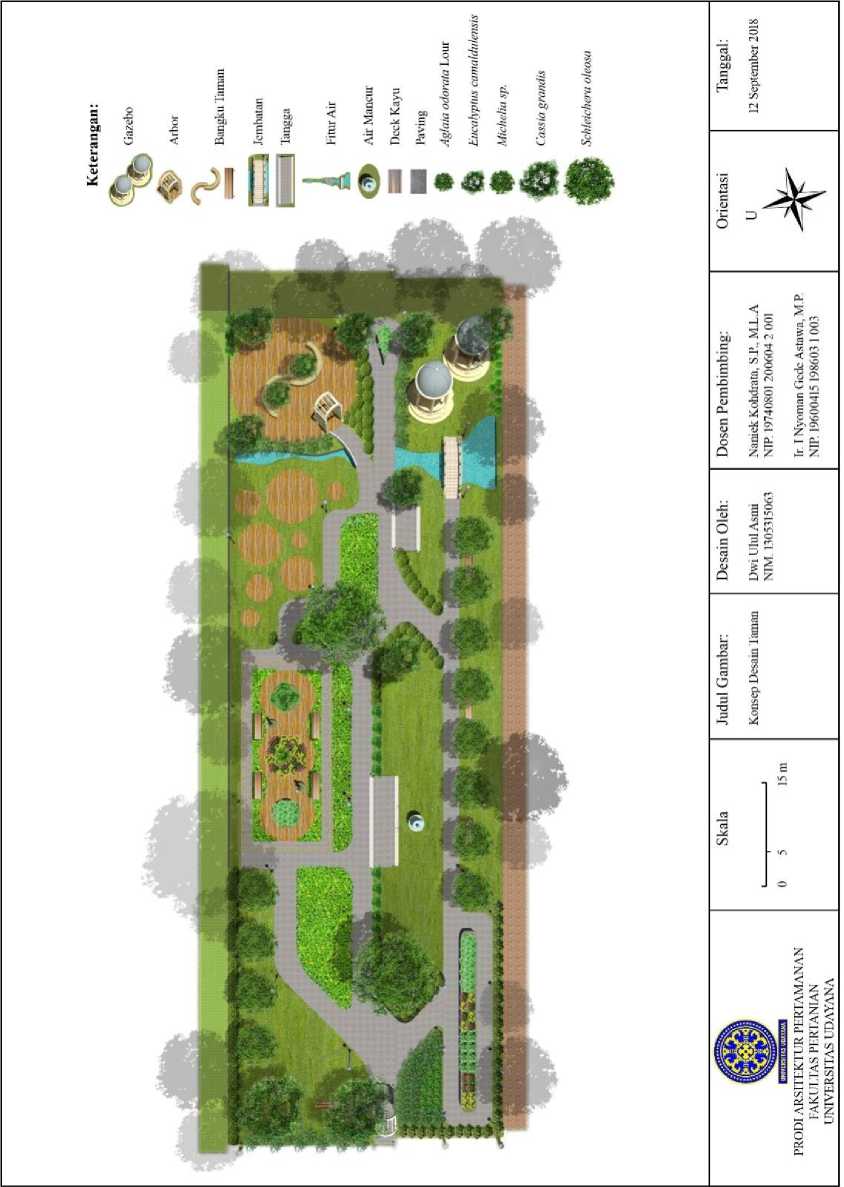 Keterangan:
Gazebo
Arbor
Bangku Taman
Jembatan
Tangga
Fitur Air
Air Mancur
Deck Kayu
Paving
Aglaia odorata Lour
Eucalyptus camaldulensis
Michelia sp.
Cassia grandis
Schleichera oleosa
PRODI ARSITEKTUR PERTAMANAN
FAKULTAS PERTANIAN
UNIVERSITAS UDAYANA
Skala
0 5 15 m
Judul Gambar:
Konsep Desain Taman
Desain Oleh:
Dwi Ulul Asmi
NIM. 1305315063
Dosen Pembimbing:
Naniek Kohdrata, S.P., M.L.A
NIP. 19740801 200604 2 001
Ir. I Nyoman Gede Astawa, M.P.
NIP. 19600415 198603 1 003
Orientasi
U
Tanggal:
12 September 2018